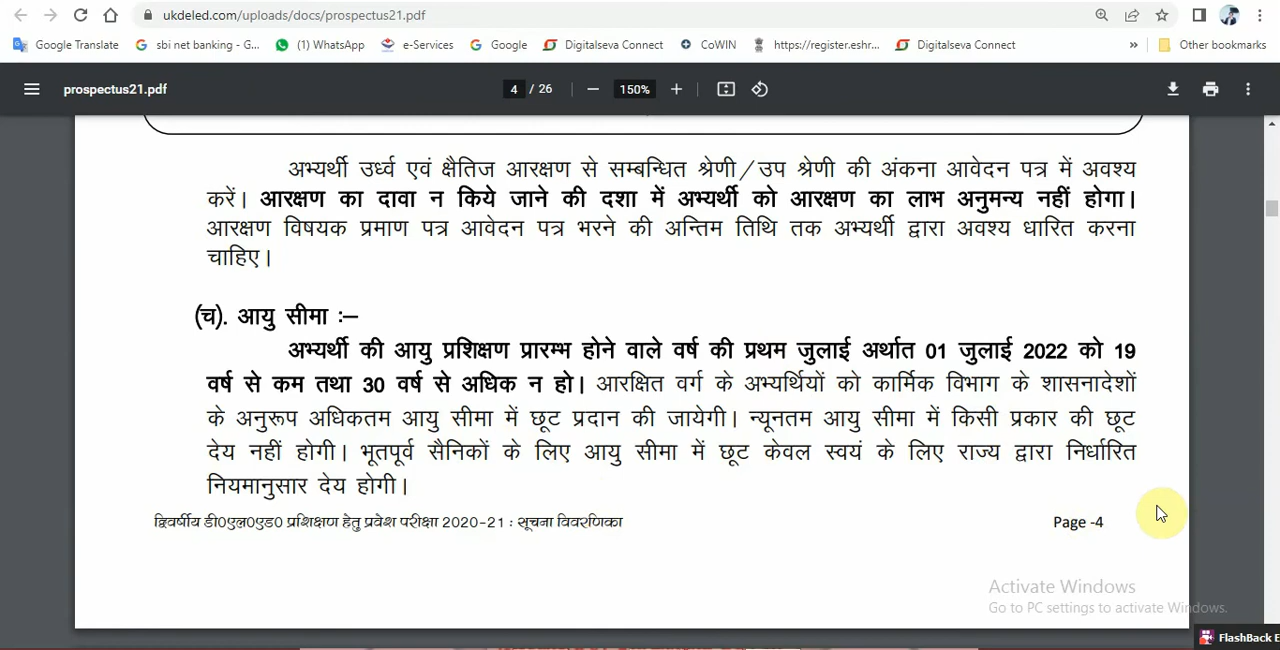 ukdeled.com/uploads/docs/prospectus21.pdf
Google Translate sbi net banking - G... (1) WhatsApp e-Services Google Digitalseva Connect CoWIN https://register.eshr... Digitalseva Connect » Other bookmarks
prospectus21.pdf 4 / 26 150%
अभ्यर्थी उर्ध्व एवं क्षैतिज आरक्षण से सम्बन्धित श्रेणी/उप श्रेणी की अंकना आवेदन पत्र में अवश्य
करें। आरक्षण का दावा न किये जाने की दशा में अभ्यर्थी को आरक्षण का लाभ अनुमन्य नहीं होगा।
आरक्षण विषयक प्रमाण पत्र आवेदन पत्र भरने की अन्तिम तिथि तक अभ्यर्थी द्वारा अवश्य धारित करना
चाहिए।
(च). आयु सीमा :–
अभ्यर्थी की आयु प्रशिक्षण प्रारम्भ होने वाले वर्ष की प्रथम जुलाई अर्थात 01 जुलाई 2022 को 19
वर्ष से कम तथा 30 वर्ष से अधिक न हो। आरक्षित वर्ग के अभ्यर्थियों को कार्मिक विभाग के शासनादेशों
के अनुरूप अधिकतम आयु सीमा में छूट प्रदान की जायेगी। न्यूनतम आयु सीमा में किसी प्रकार की छूट
देय नहीं होगी। भूतपूर्व सैनिकों के लिए आयु सीमा में छूट केवल स्वयं के लिए राज्य द्वारा निर्धारित
नियमानुसार देय होगी।
द्विवर्षीय डी0एल0एड0 प्रशिक्षण हेतु प्रवेश परीक्षा 2020-21 : सूचना विवरणिका Page -4
Activate Windows
Go to PC settings to activate Windows.
FlashBack E